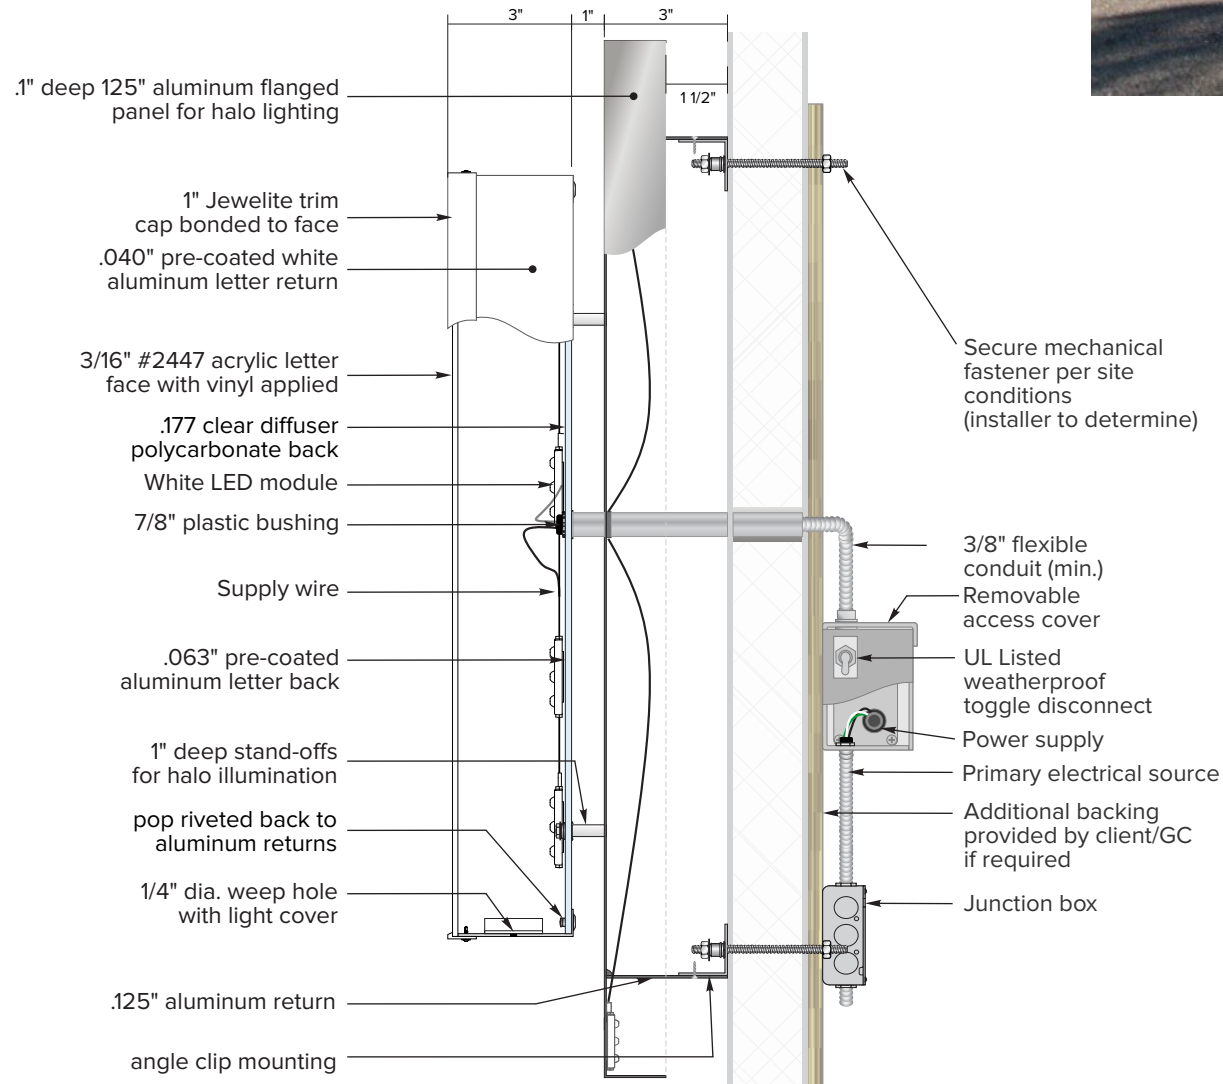 3"
1"
3"
1 1/2"
.1" deep 125" aluminum flanged
panel for halo lighting
1" Jewelite trim
cap bonded to face
.040" pre-coated white
aluminum letter return
3/16" #2447 acrylic letter
face with vinyl applied
.177 clear diffuser
polycarbonate back
White LED module
7/8" plastic bushing
Supply wire
.063" pre-coated
aluminum letter back
1" deep stand-offs
for halo illumination
pop riveted back to
aluminum returns
1/4" dia. weep hole
with light cover
.125" aluminum return
angle clip mounting
Secure mechanical
fastener per site
conditions
(installer to determine)
3/8" flexible
conduit (min.)
Removable
access cover
UL Listed
weatherproof
toggle disconnect
Power supply
Primary electrical source
Additional backing
provided by client/GC
if required
Junction box